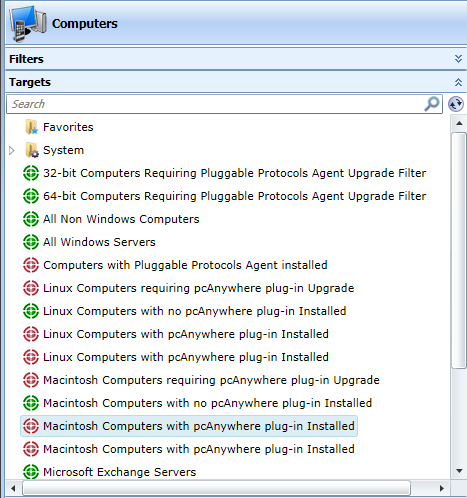 Computers
Filters
Targets
Search
Favorites
System
32-bit Computers Requiring Pluggable Protocols Agent Upgrade Filter
64-bit Computers Requiring Pluggable Protocols Agent Upgrade Filter
All Non Windows Computers
All Windows Servers
Computers with Pluggable Protocols Agent installed
Linux Computers requiring pcAnywhere plug-in Upgrade
Linux Computers with no pcAnywhere plug-in Installed
Linux Computers with pcAnywhere plug-in Installed
Linux Computers with pcAnywhere plug-in Installed
Macintosh Computers requiring pcAnywhere plug-in Upgrade
Macintosh Computers with no pcAnywhere plug-in Installed
Macintosh Computers with pcAnywhere plug-in Installed
Macintosh Computers with pcAnywhere plug-in Installed
Microsoft Exchange Servers